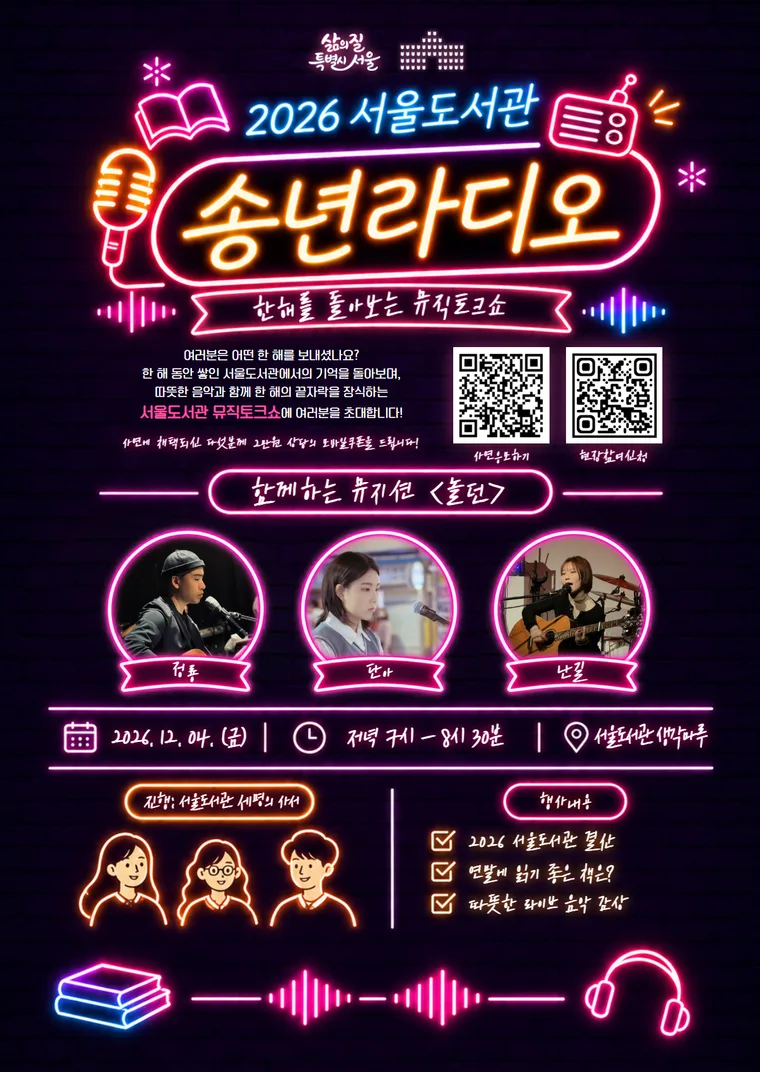 삶의질
특별시 서울
2026 서울도서관
송년라디오
한해를 돌아보는 뮤직토크쇼
여러분은 어떤 한 해를 보내셨나요?
한 해 동안 쌓인 서울도서관에서의 기억을 돌아보며,
따뜻한 음악과 함께 한 해의 끝자락을 장식하는
서울도서관 뮤직토크쇼에 여러분을 초대합니다!
사연에 채택되신 다섯분께 2만원 상당의 모바일쿠폰을 드립니다!
사연응모하기
현장참여신청
함께하는 뮤지션 <놀던>
정룡
단아
난길
2026. 12. 04. (금)
저녁 7시 - 8시 30분
서울도서관 생각마루
진행: 서울도서관 세명의 사서
행사내용
2026 서울도서관 결산
연말에 읽기 좋은 책은?
따뜻한 라이브 음악 감상